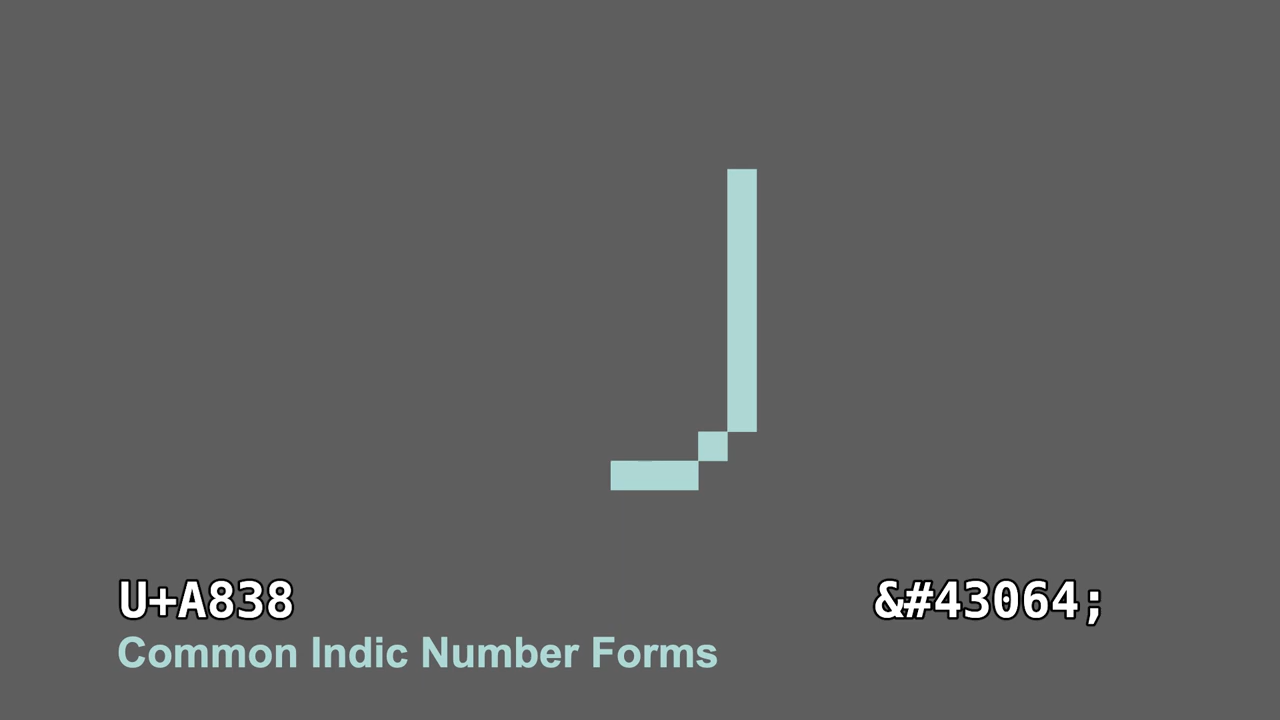 ꠸
U+A838
&#43064;
Common Indic Number Forms